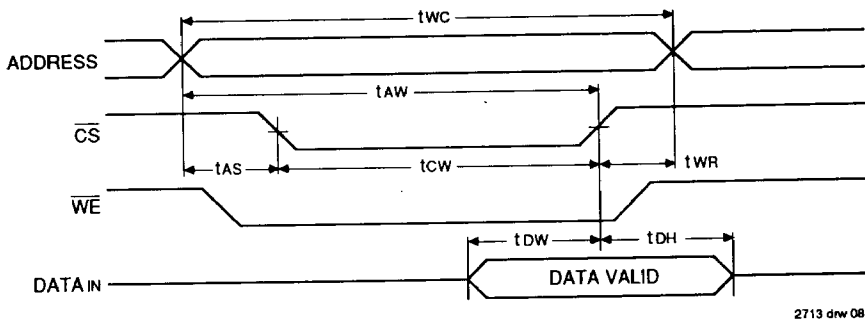 tWC
ADDRESS
tAW
CS
tAS
tCW
tWR
WE
tDW
tDH
DATA IN
DATA VALID
2713 drw 08